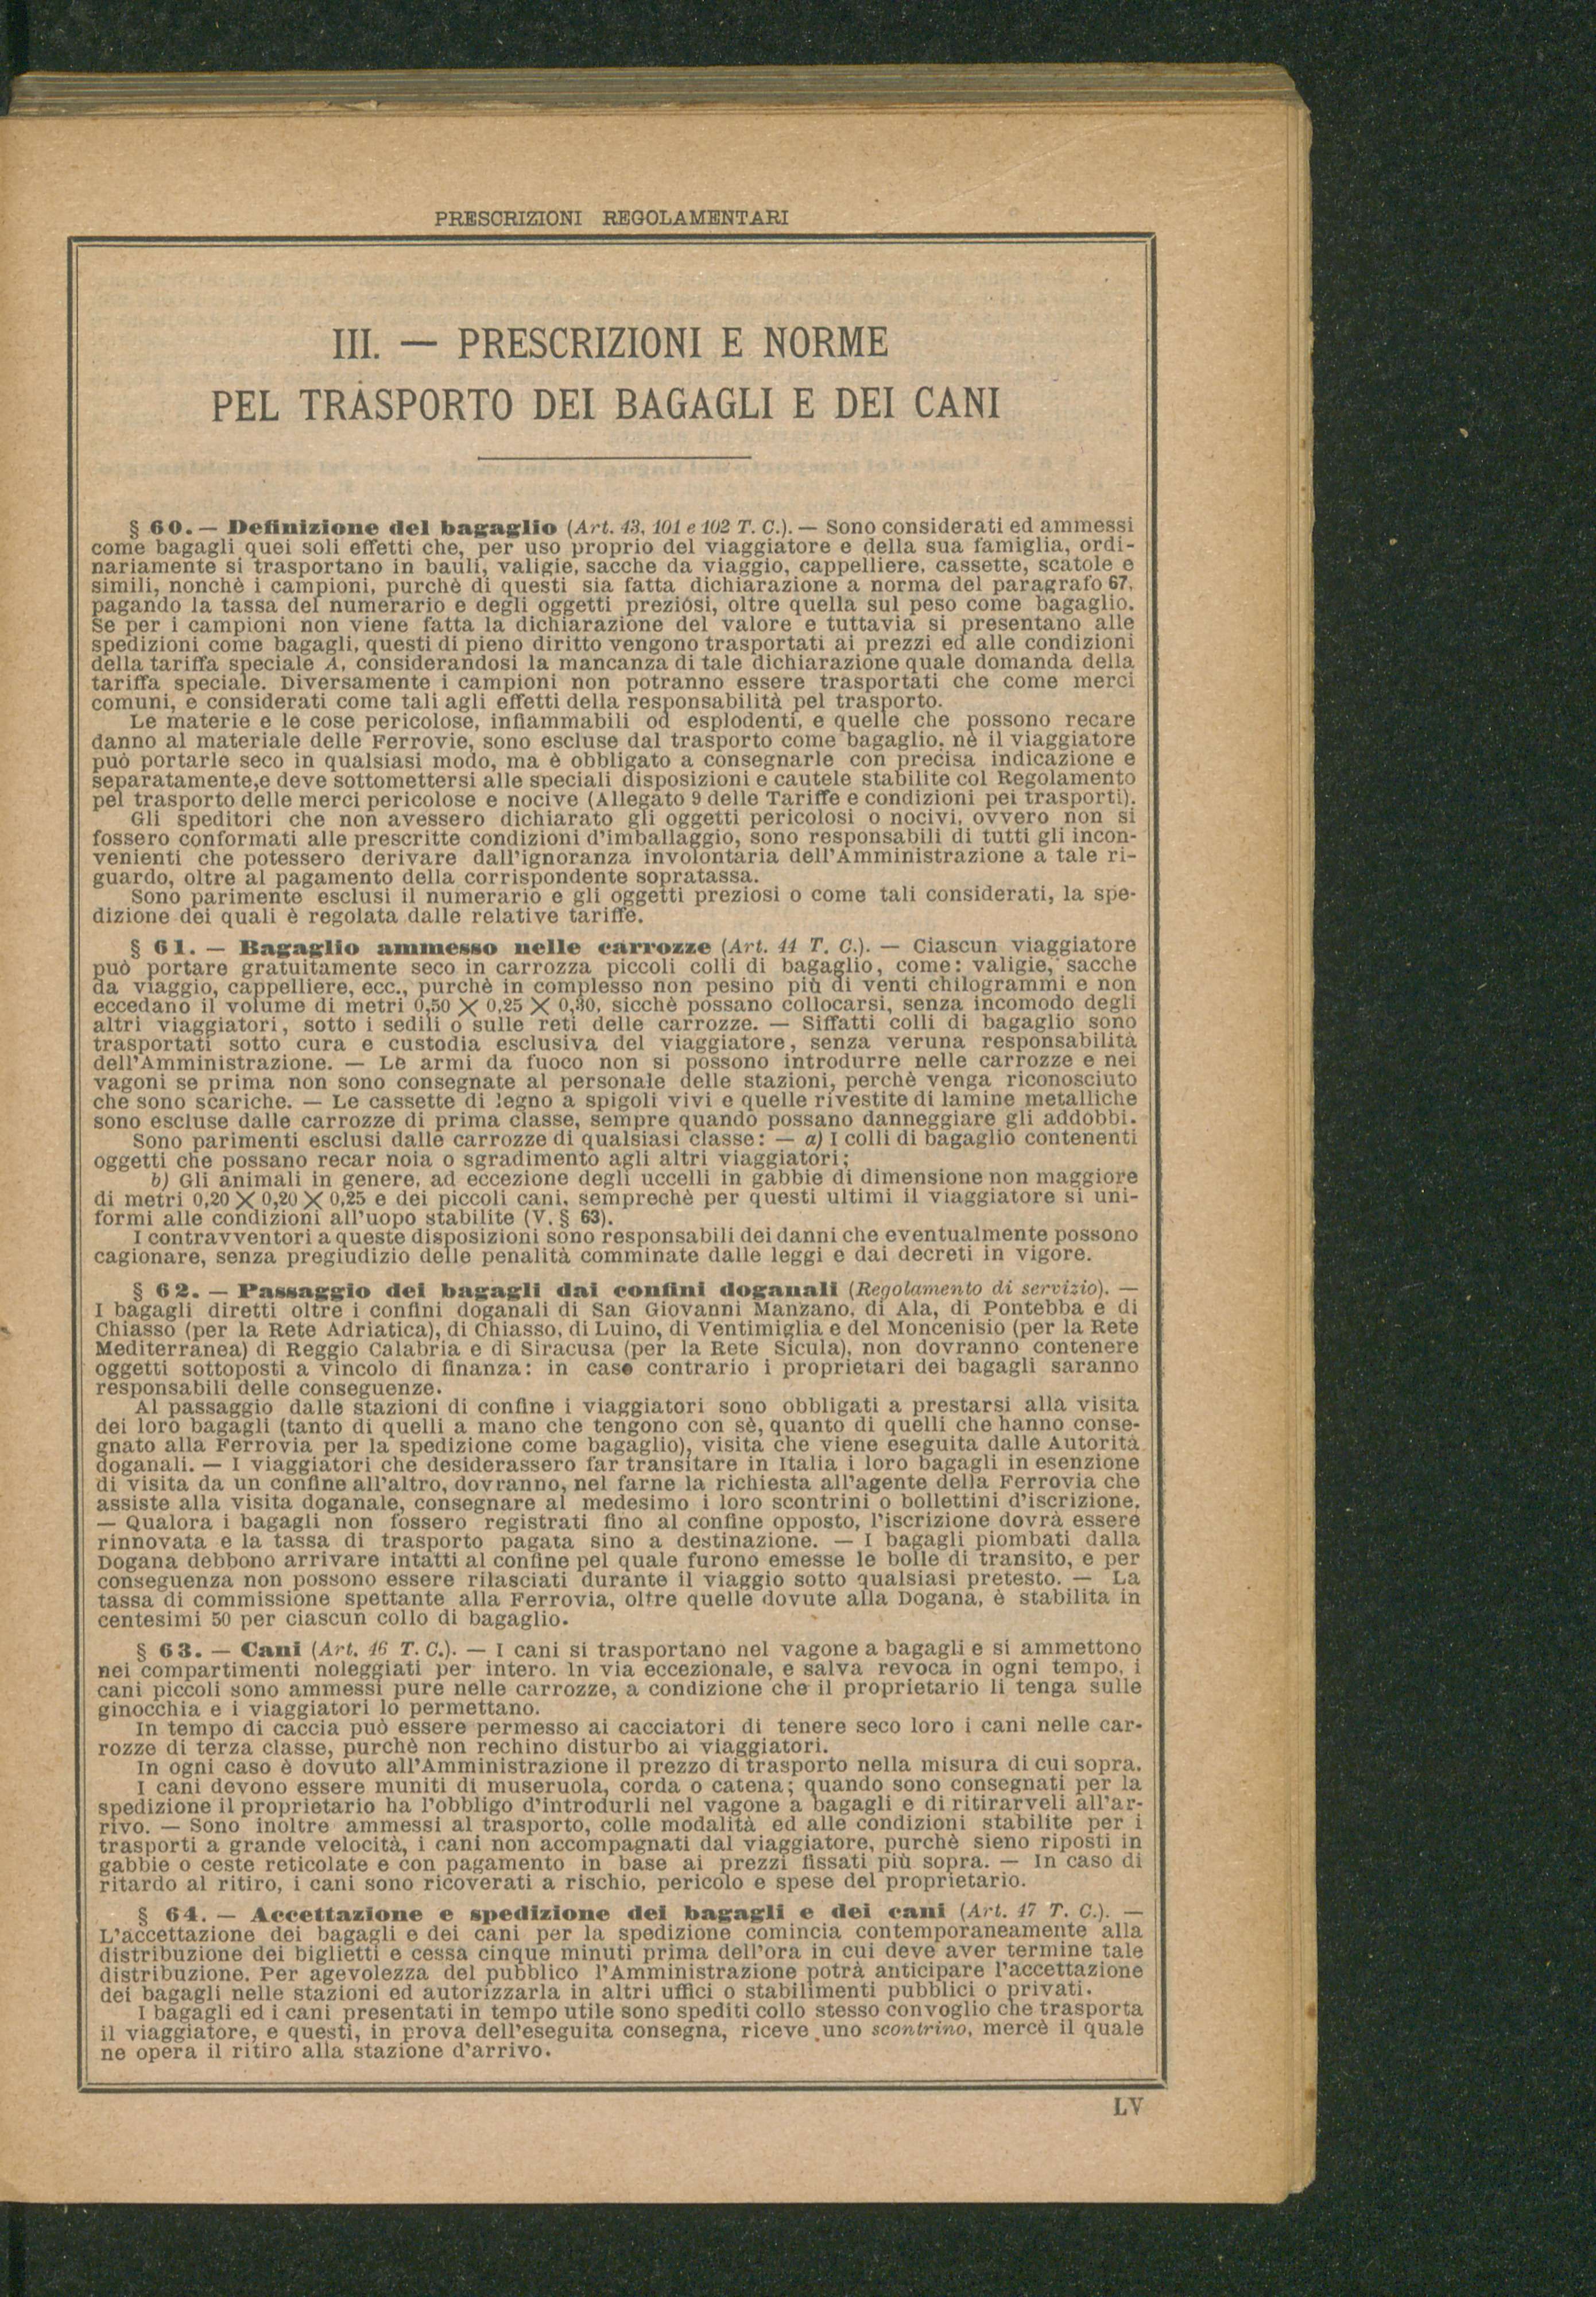 PRESCRIZIONI REGOLAMENTARI
III. — PRESCRIZIONI E NORME
PEL TRASPORTO DEI BAGAGLI E DEI CANI
§ 60. — Definizione del bagaglio (Art. 43, 101 e 102 T. C.). — Sono considerati ed ammessi
come bagagli quei soli effetti che, per uso proprio del viaggiatore e della sua famiglia, ordi-
nariamente si trasportano in bauli, valigie, sacche da viaggio, cappelliere, cassette, scatole e
simili, nonchè i campioni, purchè di questi sia fatta dichiarazione a norma del paragrafo 67,
pagando la tassa del numerario e degli oggetti preziosi, oltre quella sul peso come bagaglio.
Se per i campioni non viene fatta la dichiarazione del valore e tuttavia si presentano alle
spedizioni come bagagli, questi di pieno diritto vengono trasportati ai prezzi ed alle condizioni
della tariffa speciale A, considerandosi la mancanza di tale dichiarazione quale domanda della
tariffa speciale. Diversamente i campioni non potranno essere trasportati che come merci
comuni, e considerati come tali agli effetti della responsabilità pel trasporto.
Le materie e le cose pericolose, infiammabili od esplodenti, e quelle che possono recare
danno al materiale delle Ferrovie, sono escluse dal trasporto come bagaglio, nè il viaggiatore
può portarle seco in qualsiasi modo, ma è obbligato a consegnarle con precisa indicazione e
separatamente,e deve sottomettersi alle speciali disposizioni e cautele stabilite col Regolamento
pel trasporto delle merci pericolose e nocive (Allegato 9 delle Tariffe e condizioni pei trasporti).
Gli speditori che non avessero dichiarato gli oggetti pericolosi o nocivi, ovvero non si
fossero conformati alle prescritte condizioni d'imballaggio, sono responsabili di tutti gli incon-
venienti che potessero derivare dall'ignoranza involontaria dell'Amministrazione a tale ri-
guardo, oltre al pagamento della corrispondente sopratassa.
Sono parimente esclusi il numerario e gli oggetti preziosi o come tali considerati, la spe-
dizione dei quali è regolata dalle relative tariffe.
§ 61. — Bagaglio ammesso nelle carrozze (Art. 44 T. C.). — Ciascun viaggiatore
può portare gratuitamente seco in carrozza piccoli colli di bagaglio, come: valigie, sacche
da viaggio, cappelliere, ecc., purchè in complesso non pesino più di venti chilogrammi e non
eccedano il volume di metri 0,50 × 0,25 × 0,30, sicchè possano collocarsi, senza incomodo degli
altri viaggiatori, sotto i sedili o sulle reti delle carrozze. — Siffatti colli di bagaglio sono
trasportati sotto cura e custodia esclusiva del viaggiatore, senza veruna responsabilità
dell'Amministrazione. — Le armi da fuoco non si possono introdurre nelle carrozze e nei
vagoni se prima non sono consegnate al personale delle stazioni, perchè venga riconosciuto
che sono scariche. — Le cassette di legno a spigoli vivi e quelle rivestite di lamine metalliche
sono escluse dalle carrozze di prima classe, sempre quando possano danneggiare gli addobbi.
Sono parimenti esclusi dalle carrozze di qualsiasi classe: — a) I colli di bagaglio contenenti
oggetti che possano recar noia o sgradimento agli altri viaggiatori;
b) Gli animali in genere, ad eccezione degli uccelli in gabbie di dimensione non maggiore
di metri 0,20 × 0,20 × 0,25 e dei piccoli cani, semprechè per questi ultimi il viaggiatore si uni-
formi alle condizioni all'uopo stabilite (V. § 63).
I contravventori a queste disposizioni sono responsabili dei danni che eventualmente possono
cagionare, senza pregiudizio delle penalità comminate dalle leggi e dai decreti in vigore.
§ 62. — Passaggio dei bagagli dai confini doganali (Regolamento di servizio). —
I bagagli diretti oltre i confini doganali di San Giovanni Manzano, di Ala, di Pontebba e di
Chiasso (per la Rete Adriatica), di Chiasso, di Luino, di Ventimiglia e del Moncenisio (per la Rete
Mediterranea) di Reggio Calabria e di Siracusa (per la Rete Sicula), non dovranno contenere
oggetti sottoposti a vincolo di finanza: in caso contrario i proprietari dei bagagli saranno
responsabili delle conseguenze.
Al passaggio dalle stazioni di confine i viaggiatori sono obbligati a prestarsi alla visita
dei loro bagagli (tanto di quelli a mano che tengono con sè, quanto di quelli che hanno conse-
gnato alla Ferrovia per la spedizione come bagaglio), visita che viene eseguita dalle Autorità
doganali. — I viaggiatori che desiderassero far transitare in Italia i loro bagagli in esenzione
di visita da un confine all'altro, dovranno, nel farne la richiesta all'agente della Ferrovia che
assiste alla visita doganale, consegnare al medesimo i loro scontrini o bollettini d'iscrizione.
— Qualora i bagagli non fossero registrati fino al confine opposto, l'iscrizione dovrà essere
rinnovata e la tassa di trasporto pagata sino a destinazione. — I bagagli piombati dalla
Dogana debbono arrivare intatti al confine pel quale furono emesse le bolle di transito, e per
conseguenza non possono essere rilasciati durante il viaggio sotto qualsiasi pretesto. — La
tassa di commissione spettante alla Ferrovia, oltre quelle dovute alla Dogana, è stabilita in
centesimi 50 per ciascun collo di bagaglio.
§ 63. — Cani (Art. 46 T. C.). — I cani si trasportano nel vagone a bagagli e si ammettono
nei compartimenti noleggiati per intero. In via eccezionale, e salva revoca in ogni tempo, i
cani piccoli sono ammessi pure nelle carrozze, a condizione che il proprietario li tenga sulle
ginocchia e i viaggiatori lo permettano.
In tempo di caccia può essere permesso ai cacciatori di tenere seco loro i cani nelle car-
rozze di terza classe, purchè non rechino disturbo ai viaggiatori.
In ogni caso è dovuto all'Amministrazione il prezzo di trasporto nella misura di cui sopra.
I cani devono essere muniti di museruola, corda o catena; quando sono consegnati per la
spedizione il proprietario ha l'obbligo d'introdurli nel vagone a bagagli e di ritirarveli all'ar-
rivo. — Sono inoltre ammessi al trasporto, colle modalità ed alle condizioni stabilite per i
trasporti a grande velocità, i cani non accompagnati dal viaggiatore, purchè sieno riposti in
gabbie o ceste reticolate e con pagamento in base ai prezzi fissati più sopra. — In caso di
ritardo al ritiro, i cani sono ricoverati a rischio, pericolo e spese del proprietario.
§ 64. — Accettazione e spedizione dei bagagli e dei cani (Art. 47 T. C.). —
L'accettazione dei bagagli e dei cani per la spedizione comincia contemporaneamente alla
distribuzione dei biglietti e cessa cinque minuti prima dell'ora in cui deve aver termine tale
distribuzione. Per agevolezza del pubblico l'Amministrazione potrà anticipare l'accettazione
dei bagagli nelle stazioni ed autorizzarla in altri uffici o stabilimenti pubblici o privati.
I bagagli ed i cani presentati in tempo utile sono spediti collo stesso convoglio che trasporta
il viaggiatore, e questi, in prova dell'eseguita consegna, riceve uno scontrino, mercè il quale
ne opera il ritiro alla stazione d'arrivo.
LV